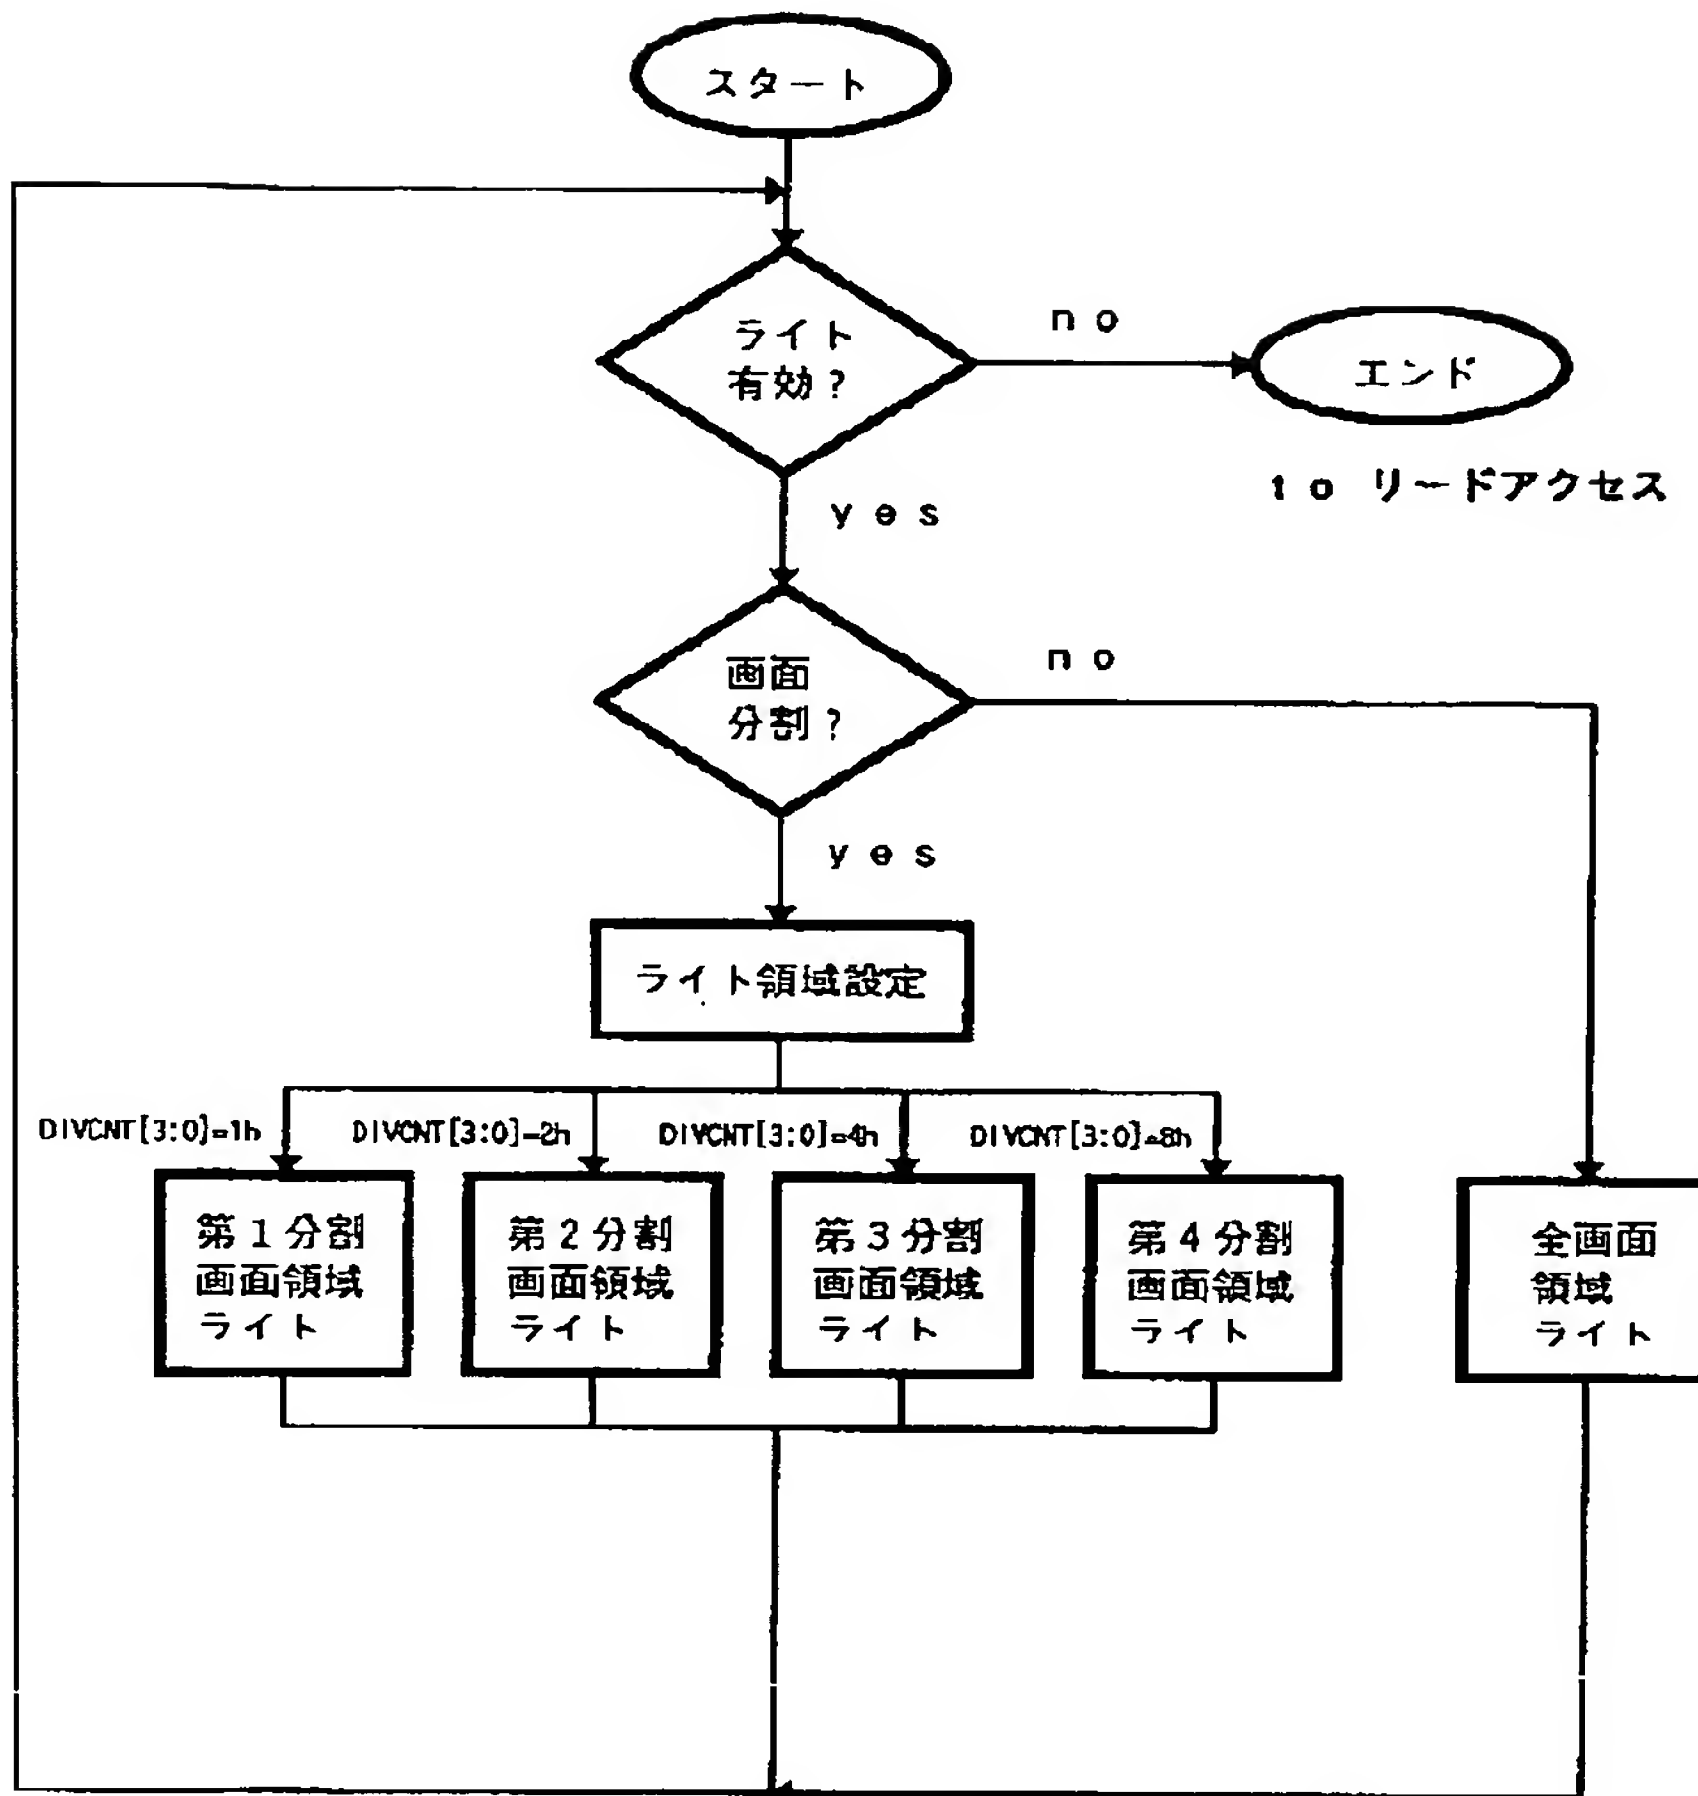 スタート
ライト
有効?
no
エンド
to リードアクセス
yes
画面
分割?
no
yes
ライト領域設定
DIVCNT[3:0]=1h
DIVCNT[3:0]=2h
DIVCNT[3:0]=4h
DIVCNT[3:0]=8h
第1分割
画面領域
ライト
第2分割
画面領域
ライト
第3分割
画面領域
ライト
第4分割
画面領域
ライト
全画面
領域
ライト